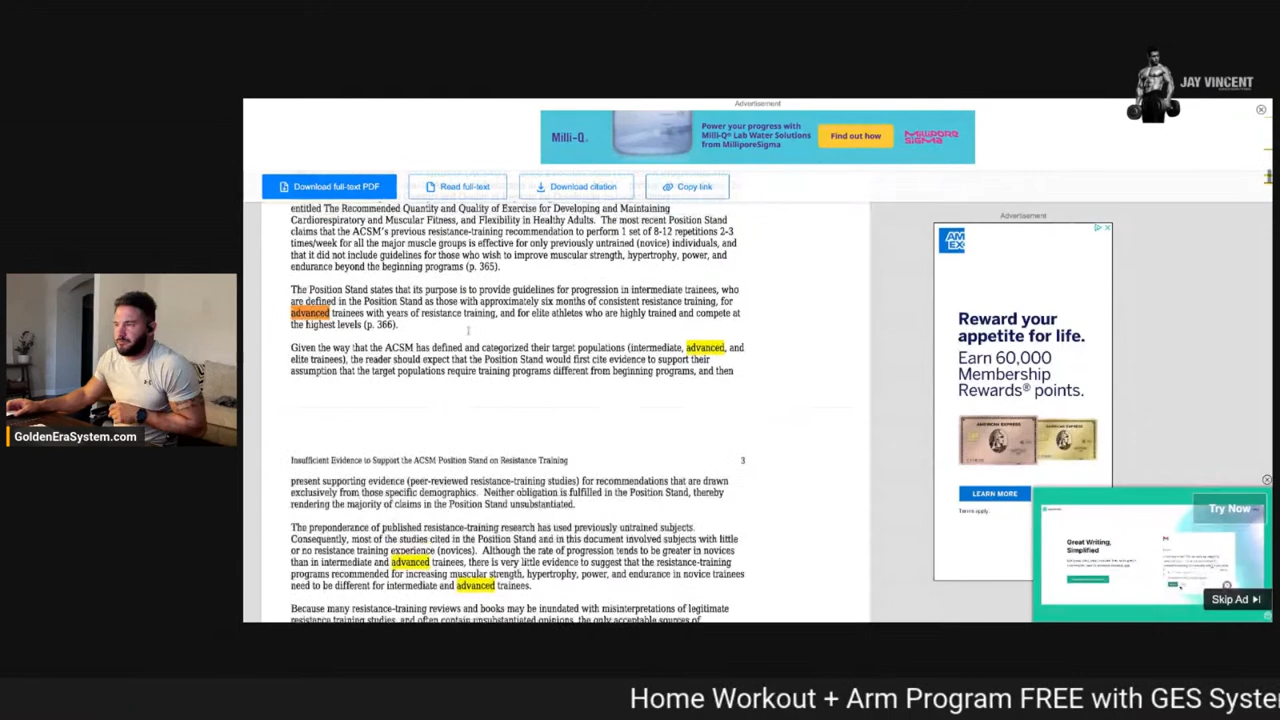 JAY VINCENT
Advertisement
Milli-Q®
Power your progress with
Milli-Q® Lab Water Solutions
from MilliporeSigma
Find out how
MILLIPORE
SIGMA
Download full-text PDF
Read full-text
Download citation
Copy link
entitled The Recommended Quantity and Quality of Exercise for Developing and Maintaining
Cardiorespiratory and Muscular Fitness, and Flexibility in Healthy Adults. The most recent Position Stand
claims that the ACSM's previous resistance-training recommendation to perform 1 set of 8-12 repetitions 2-3
times/week for all the major muscle groups is effective for only previously untrained (novice) individuals, and
that it did not include guidelines for those who wish to improve muscular strength, hypertrophy, power, and
endurance beyond the beginning programs (p. 365).
The Position Stand states that its purpose is to provide guidelines for progression in intermediate trainees, who
are defined in the Position Stand as those with approximately six months of consistent resistance training, for
advanced trainees with years of resistance training, and for elite athletes who are highly trained and compete at
the highest levels (p. 366).
Given the way that the ACSM has defined and categorized their target populations (intermediate, advanced, and
elite trainees), the reader should expect that the Position Stand would first cite evidence to support their
assumption that the target populations require training programs different from beginning programs, and then
Insufficient Evidence to Support the ACSM Position Stand on Resistance Training 3
present supporting evidence (peer-reviewed resistance-training studies) for recommendations that are drawn
exclusively from those specific demographics. Neither obligation is fulfilled in the Position Stand, thereby
rendering the majority of claims in the Position Stand unsubstantiated.
The preponderance of published resistance-training research has used previously untrained subjects.
Consequently, most of the studies cited in the Position Stand and in this document involved subjects with little
or no resistance training experience (novices). Although the rate of progression tends to be greater in novices
than in intermediate and advanced trainees, there is very little evidence to suggest that the resistance-training
programs recommended for increasing muscular strength, hypertrophy, power, and endurance in novice trainees
need to be different for intermediate and advanced trainees.
Because many resistance-training reviews and books may be inundated with misinterpretations of legitimate
resistance training studies, and often contain unsubstantiated opinions, the only acceptable sources of
Advertisement
AM
EX
Reward your
appetite for life.
Earn 60,000
Membership
Rewards® points.
LEARN MORE
Terms apply.
Try Now
Great Writing,
Simplified
Skip Ad
GoldenEraSystem.com
Home Workout + Arm Program FREE with GES Syste